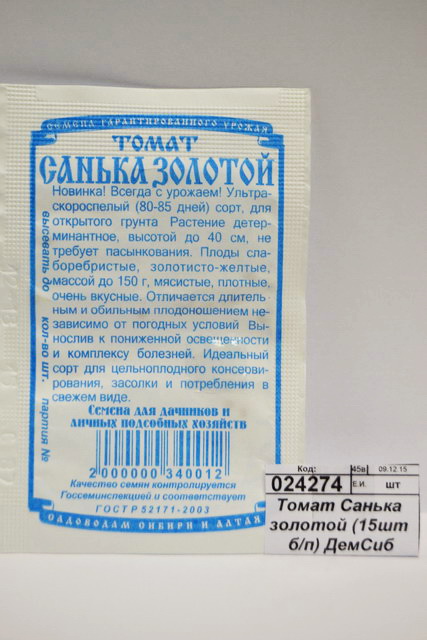 СЕМЕНА ГАРАНТИРОВАННОГО УРОЖАЯ
ТОМАТ
САНЬКА ЗОЛОТОЙ
Новинка! Всегда с урожаем! Ультра-
скороспелый (80-85 дней) сорт, для
открытого грунта Растение детер-
минантное, высотой до 40 см, не
требует пасынкования. Плоды сла-
боребристые, золотисто-желтые,
массой до 150 г, мясистые, плотные,
очень вкусные. Отличается длитель-
ным и обильным плодоношением не-
зависимо от погодных условий Вы-
нослив к пониженной освещенности
и комплексу болезней. Идеальный
сорт для цельноплодного консерви-
рования, засолки и потребления в
свежем виде.
Семена для дачников и
личных подсобных хозяйств
2 000000 340012
Качество семян контролируется
Госсеминспекцией и соответствует
ГОСТР 52171-2003
САДОВОДАМ СИБИРИ И АЛТАЯ
высевать до кол-во шт. партия №
Код: 45в 09.12.15
024274 Е.И. шт
Томат Санька
золотой (15шт
б/п) ДемСиб